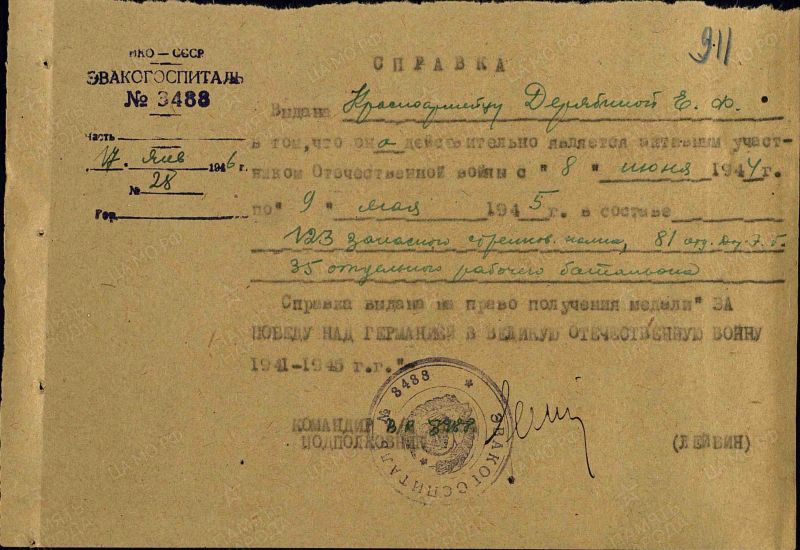 911
НКО — СССР
ЭВАКОГОСПИТАЛЬ
№ 3488
Часть
17. янв 1946 г.
№ 28
Гор.
СПРАВКА
Выдана Красноармейцу Дерябиной Е. Ф.
в том, что она действительно является активным участ-
ником Отечественной войны с "8" июня 1944г.
по "9" мая 1945г. в составе
123 запасного стрелков. полка, 81 отд.
35 отдельного рабочего батальона
Справка выдана на право получения медали " ЗА
ПОБЕДУ НАД ГЕРМАНИЕЙ В ВЕЛИКУЮ ОТЕЧЕСТВЕННУЮ ВОЙНУ
1941-1945 г.г."
КОМАНДИР
ПОДПОЛКОВНИК (ЛЕЙВИН)
ЭВАКОГОСПИТАЛЬ № 3488